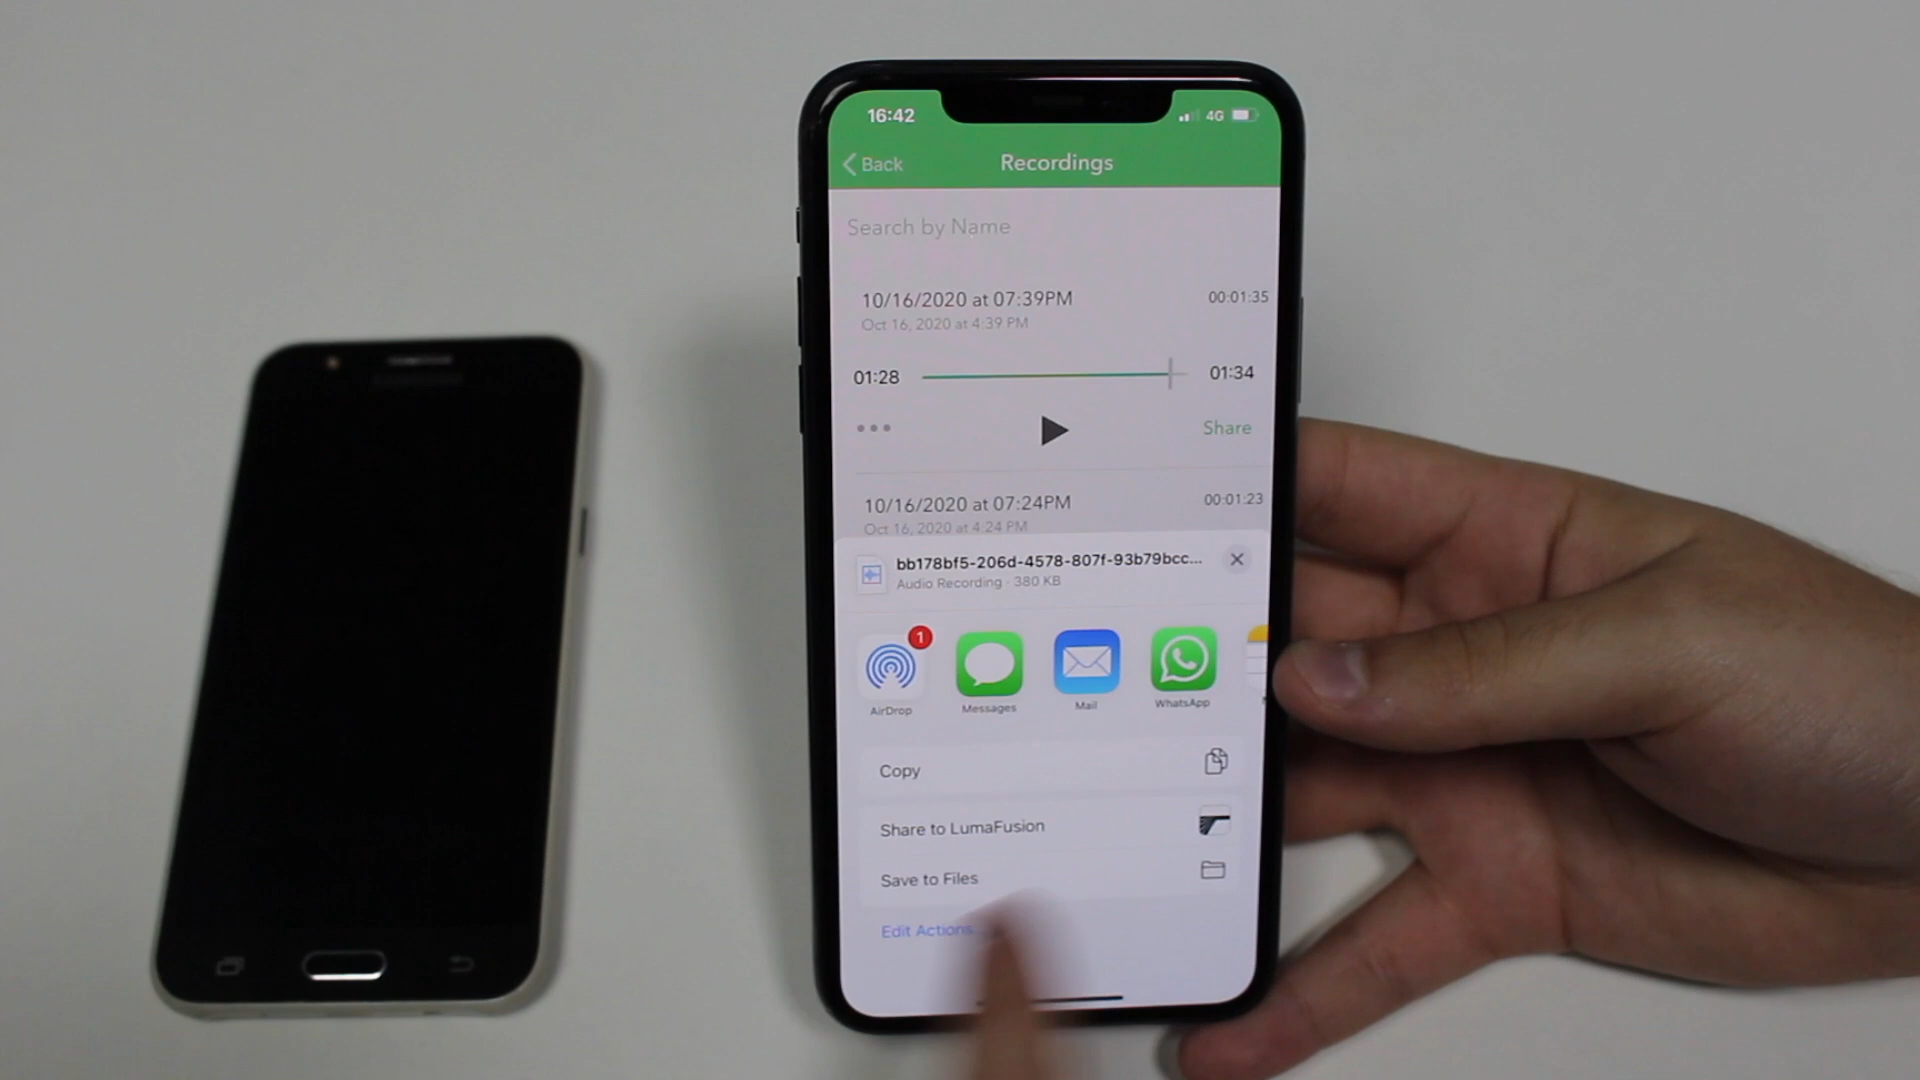 16:42
4G
Back
Recordings
Search by Name
10/16/2020 at 07:39PM
00:01:35
Oct 16, 2020 at 4:39 PM
01:28
01:34
Share
10/16/2020 at 07:24PM
00:01:23
Oct 16, 2020 at 4:24 PM
bb178bf5-206d-4578-807f-93b79bcc...
Audio Recording · 380 KB
1
AirDrop
Messages
Mail
WhatsApp
Copy
Share to LumaFusion
Save to Files
Edit Actions...